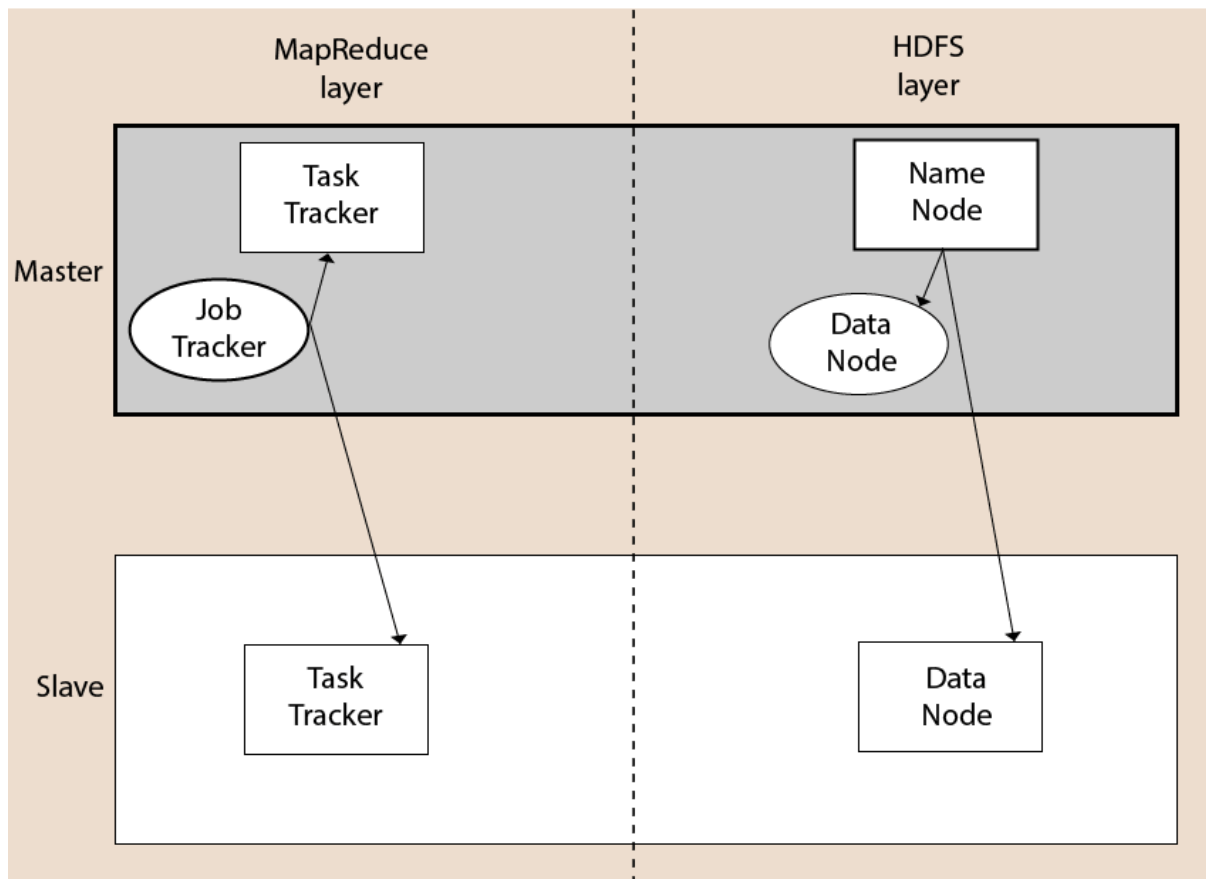 MapReduce
layer
HDFS
layer
Master
Task
Tracker
Job
Tracker
Name
Node
Data
Node
Slave
Task
Tracker
Data
Node